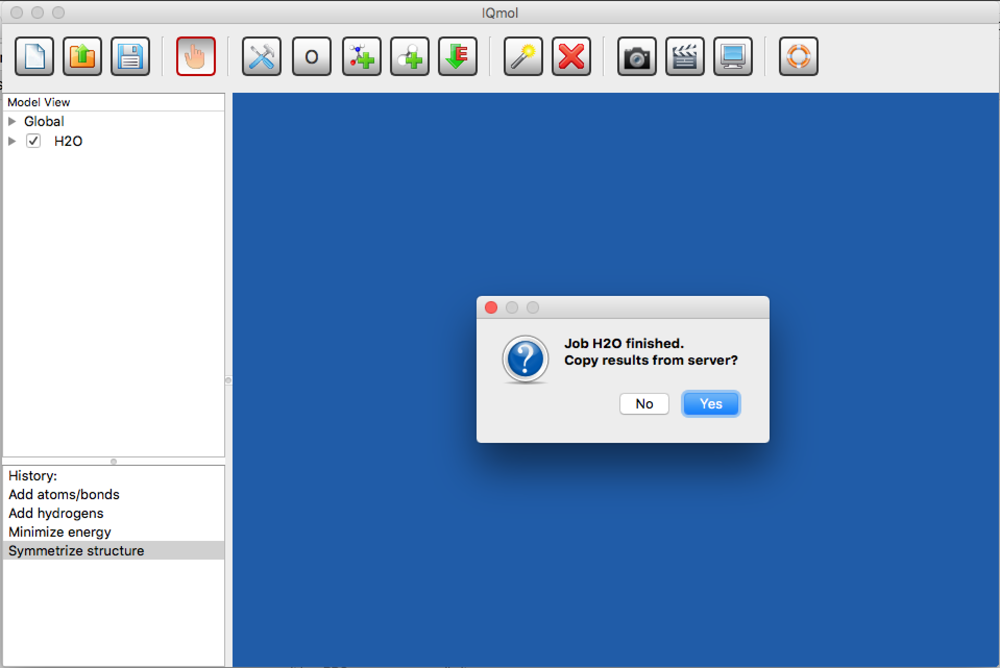 IQmol
O
E
Model View
Global
H2O
Job H2O finished.
Copy results from server?
No
Yes
History:
Add atoms/bonds
Add hydrogens
Minimize energy
Symmetrize structure